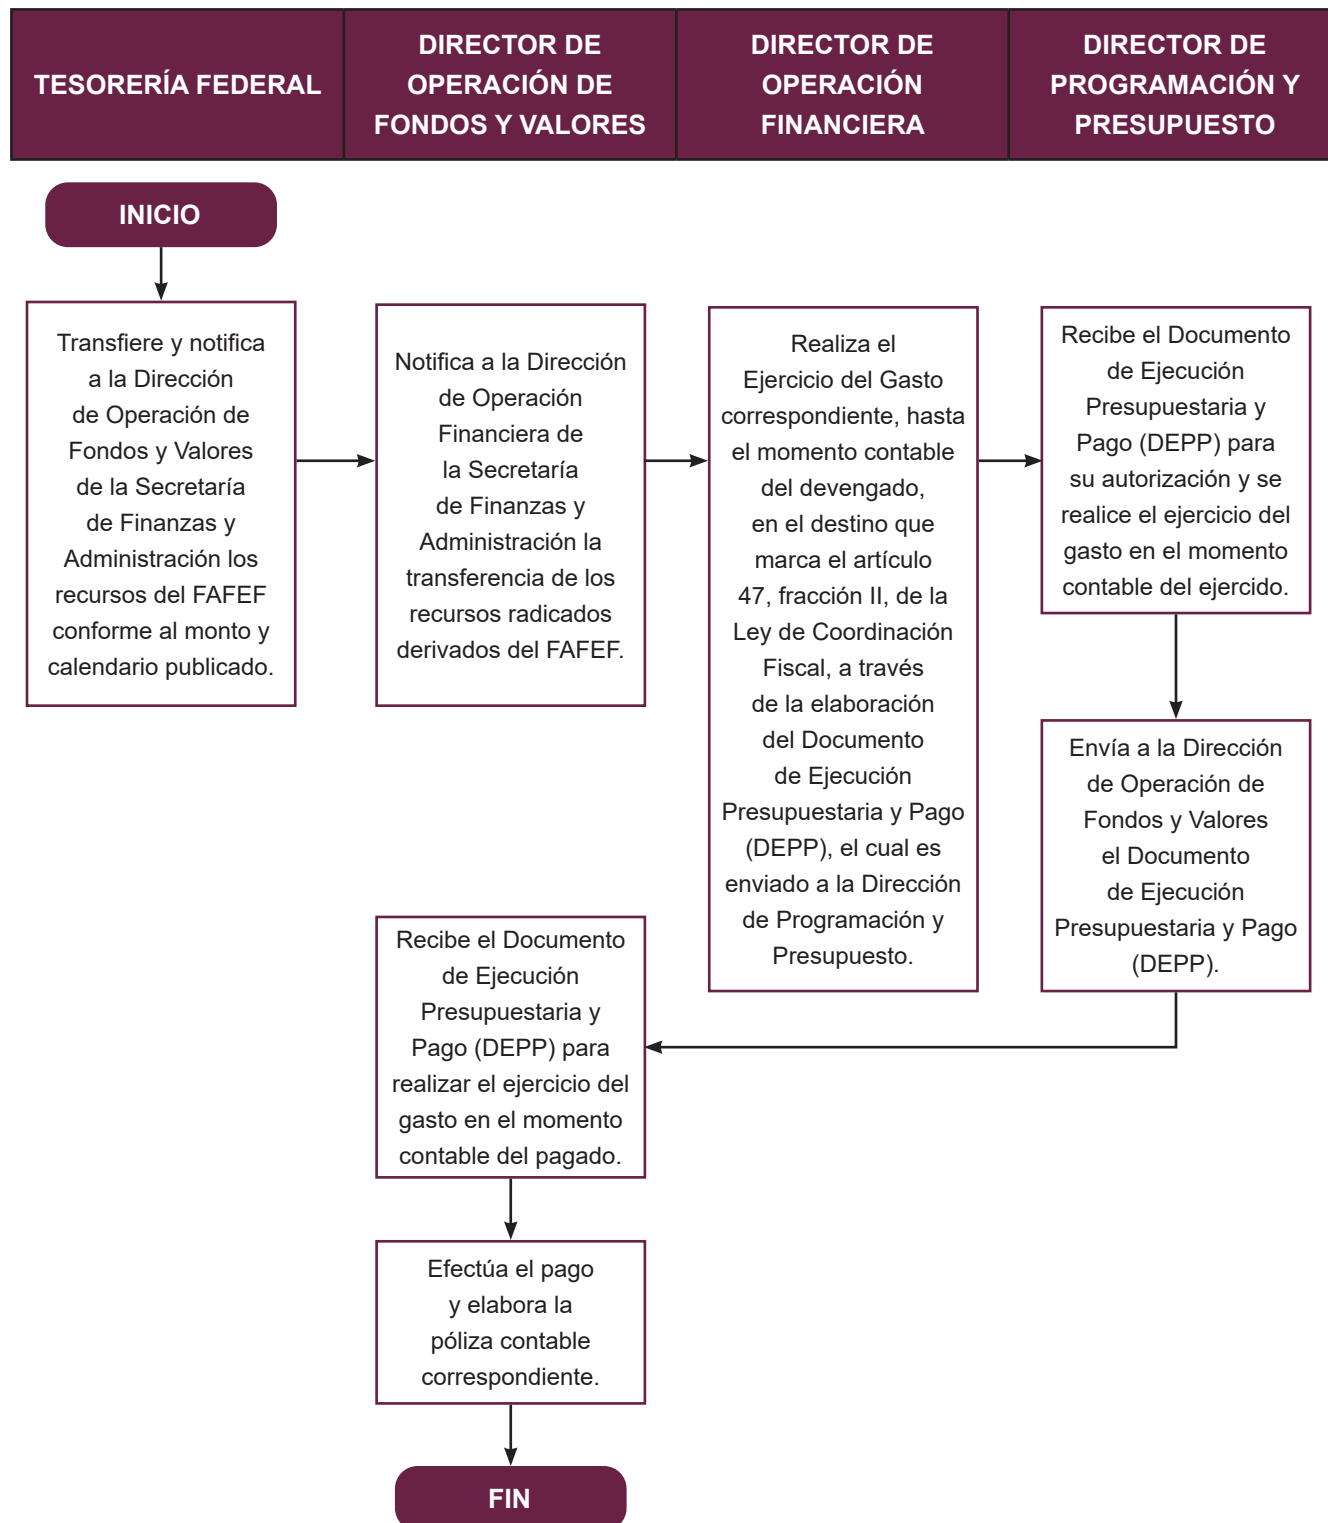 TESORERÍA FEDERAL
DIRECTOR DE
OPERACIÓN DE
FONDOS Y VALORES
DIRECTOR DE
OPERACIÓN
FINANCIERA
DIRECTOR DE
PROGRAMACIÓN Y
PRESUPUESTO
INICIO
Transfiere y notifica
a la Dirección
de Operación de
Fondos y Valores
de la Secretaría
de Finanzas y
Administración los
recursos del FAFEF
conforme al monto y
calendario publicado.
Notifica a la Dirección
de Operación
Financiera de
la Secretaría
de Finanzas y
Administración la
transferencia de los
recursos radicados
derivados del FAFEF.
Realiza el
Ejercicio del Gasto
correspondiente, hasta
el momento contable
del devengado,
en el destino que
marca el artículo
47, fracción II, de la
Ley de Coordinación
Fiscal, a través
de la elaboración
del Documento
de Ejecución
Presupuestaria y Pago
(DEPP), el cual es
enviado a la Dirección
de Programación y
Presupuesto.
Recibe el Documento
de Ejecución
Presupuestaria y
Pago (DEPP) para
su autorización y se
realice el ejercicio del
gasto en el momento
contable del ejercido.
Envía a la Dirección
de Operación de
Fondos y Valores
el Documento
de Ejecución
Presupuestaria y Pago
(DEPP).
Recibe el Documento
de Ejecución
Presupuestaria y
Pago (DEPP) para
realizar el ejercicio del
gasto en el momento
contable del pagado.
Efectúa el pago
y elabora la
póliza contable
correspondiente.
FIN